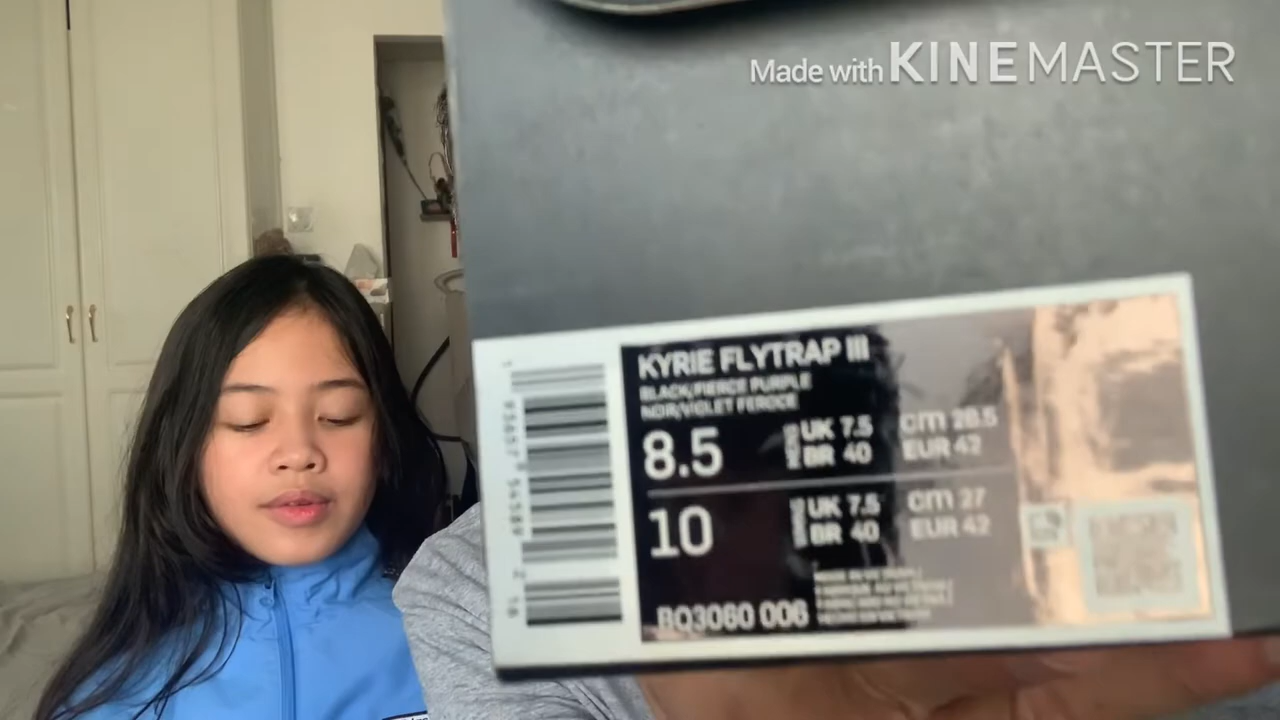 Made with KINEMASTER
KYRIE FLYTRAP III
BLACK/FIERCE PURPLE
NOIR/VIOLET FEROCE
8.5
UK 7.5
BR 40
cm 26.5
EUR 42
10
UK 7.5
BR 40
cm 27
EUR 42
BQ3060 006